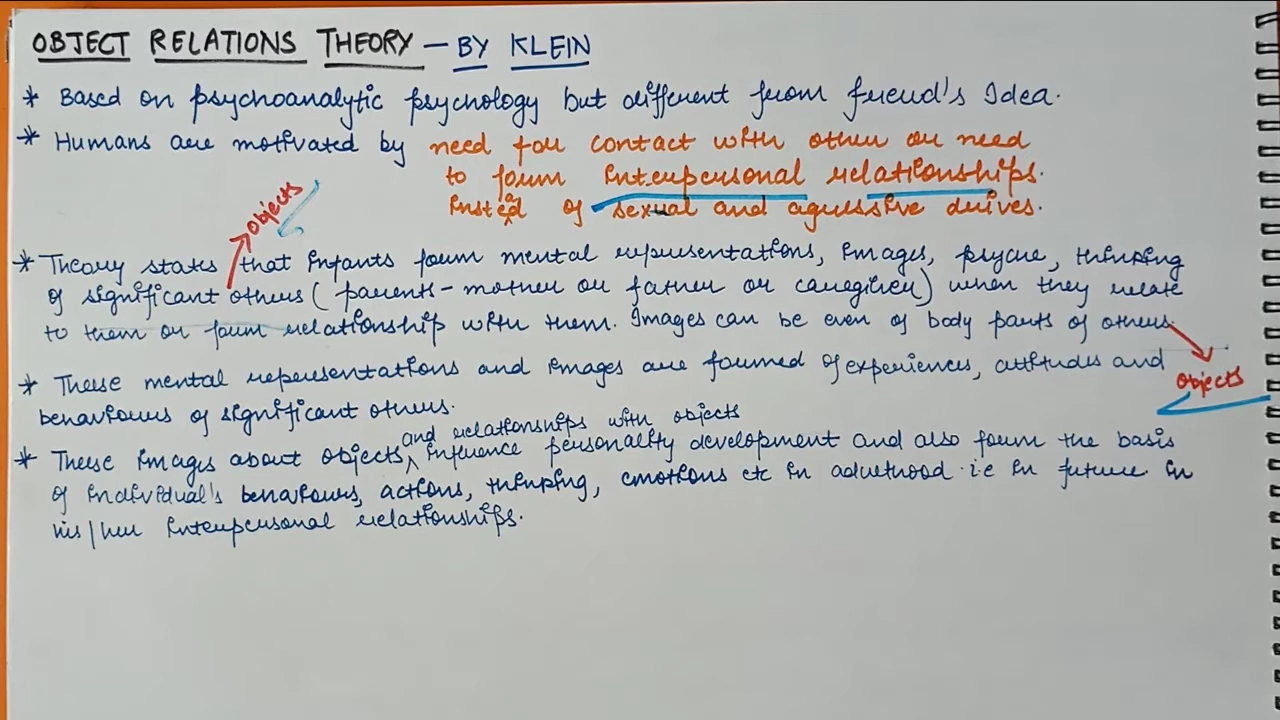 OBJECT RELATIONS THEORY - BY KLEIN
* Based on psychoanalytic psychology but different from freud's Idea.
* Humans are motivated by need for contact with other or need
to form interpersonal relationships.
instead of sexual and agressive derives.
objects
* Theory states that infants form mental representations, images, psyche, thinking
of significant others (parents - mother or father or caregiver) when they relate
to them or form relationship with them. Images can be even of body parts of others.
objects
* These mental representations and images are formed of experiences, attitudes and
behaviours of significant others.
and relationships with objects
* These images about objects ^ influence personality development and also form the basis
of individual's behaviours, actions, thinking, emotions etc in adulthood i.e in future in
his/her interpersonal relationships.